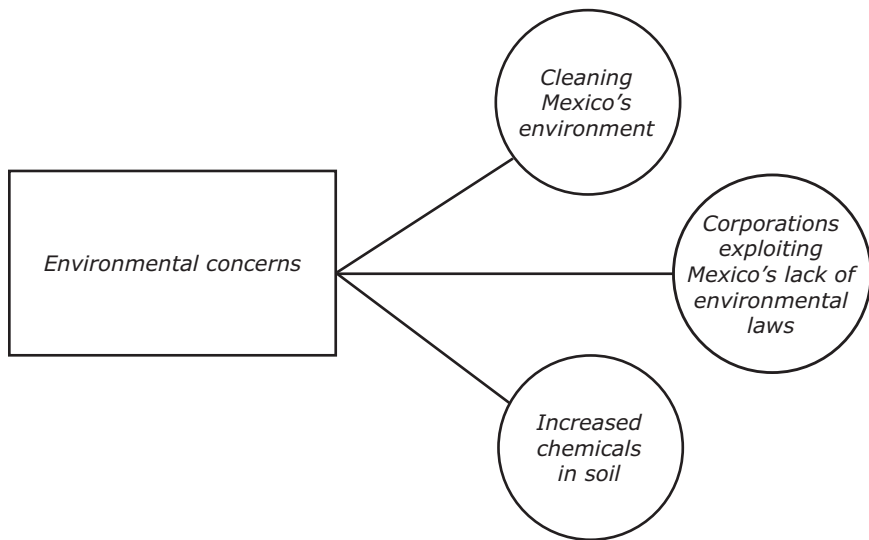 Cleaning
Mexico’s
environment
Environmental concerns
Corporations
exploiting
Mexico’s lack of
environmental
laws
Increased
chemicals
in soil